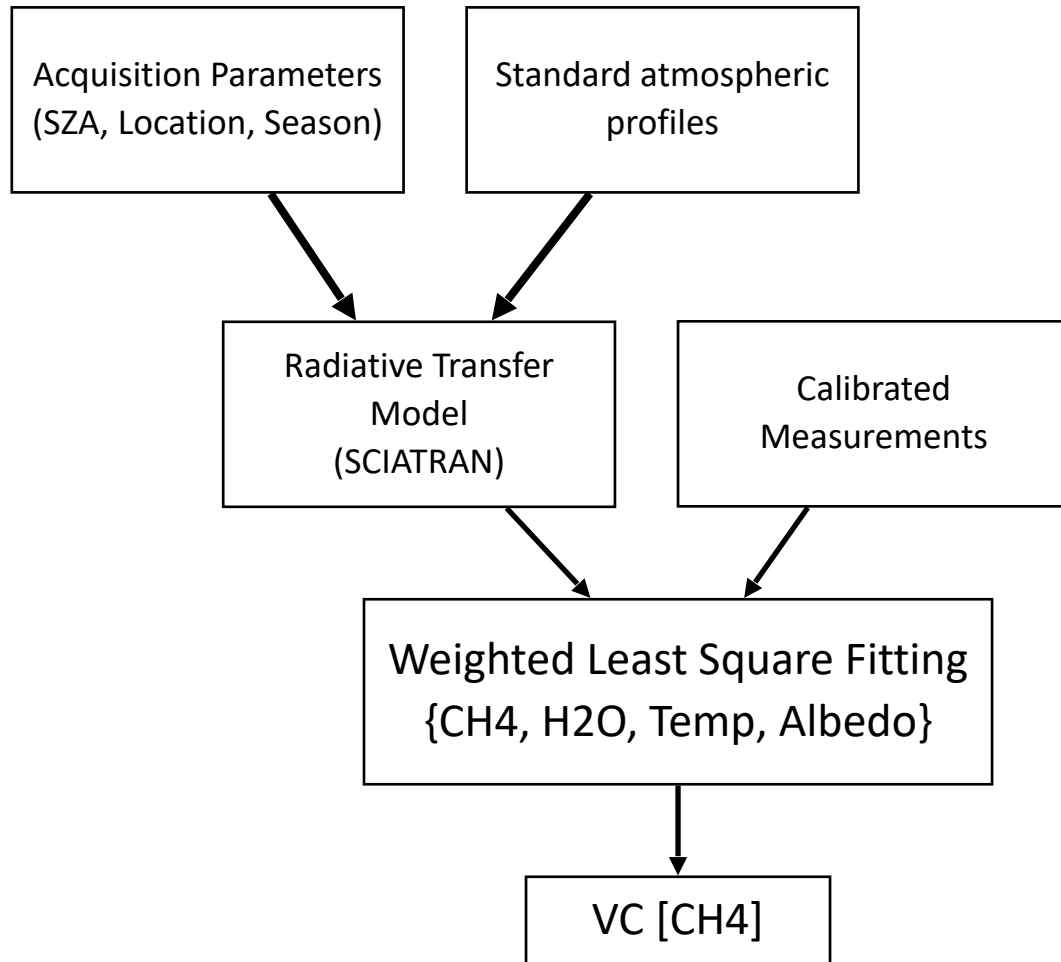 Acquisition Parameters
(SZA, Location, Season)
Standard atmospheric
profiles
Radiative Transfer
Model
(SCIATRAN)
Calibrated
Measurements
Weighted Least Square Fitting
{CH4, H2O, Temp, Albedo}
VC [CH4]